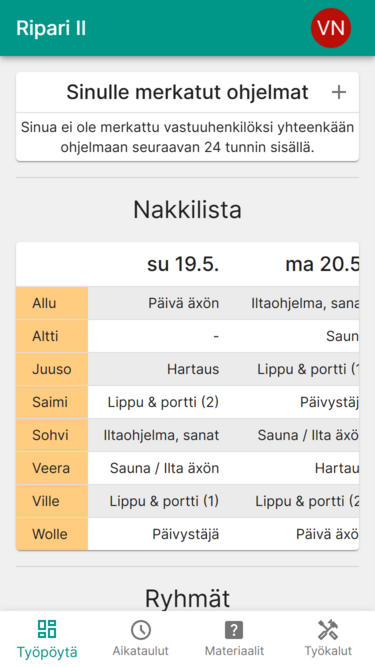 Ripari II
VN
Sinulle merkatut ohjelmat +
Sinua ei ole merkattu vastuuhenkilöksi yhteenkään
ohjelmaan seuraavan 24 tunnin sisällä.
Nakkilista
su 19.5. ma 20.5
Allu Päivä äxön Iltaohjelma, sana
Altti - Saun
Juuso Hartaus Lippu & portti (1
Saimi Lippu & portti (2) Päivystäj
Sohvi Iltaohjelma, sanat Sauna / Ilta äxö
Veera Sauna / Ilta äxön Hartau
Ville Lippu & portti (1) Lippu & portti (2
Wolle Päivystäjä Päivä äxö
Ryhmät
Työpöytä Aikataulut Materiaalit Työkalut